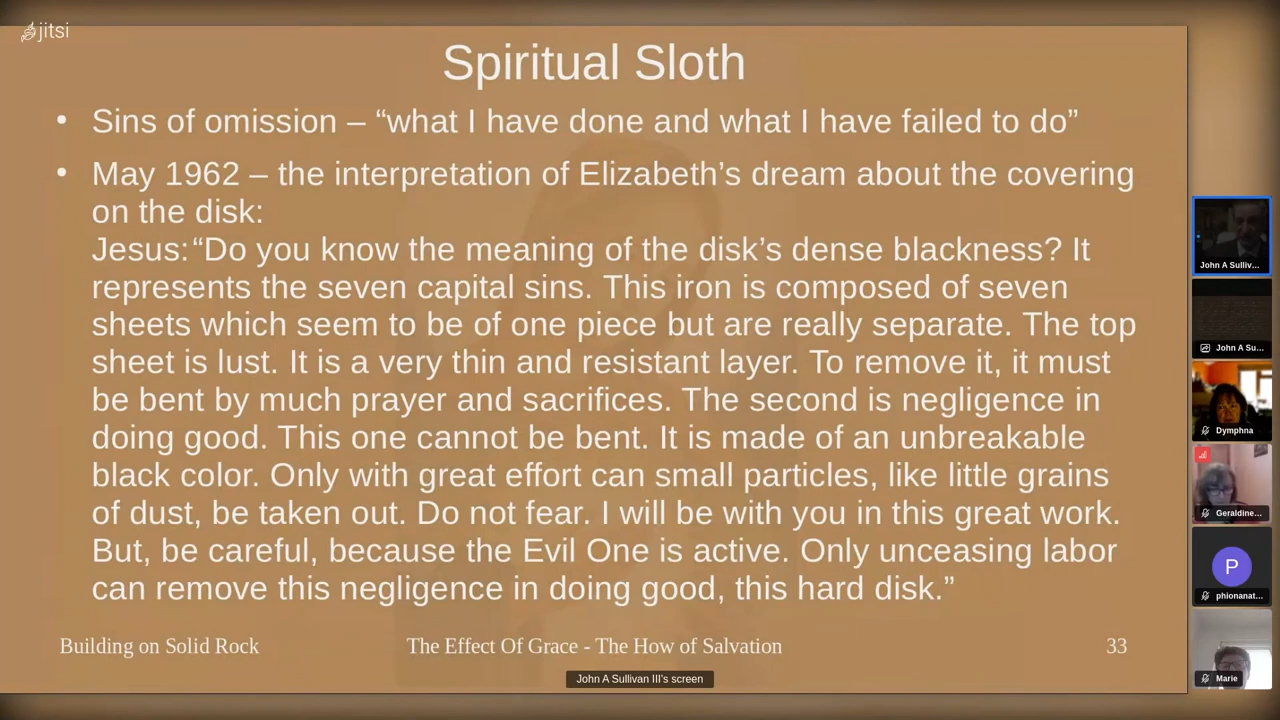 jitsi
Spiritual Sloth
• Sins of omission – “what I have done and what I have failed to do”
• May 1962 – the interpretation of Elizabeth’s dream about the covering
on the disk:
Jesus: “Do you know the meaning of the disk’s dense blackness? It
represents the seven capital sins. This iron is composed of seven
sheets which seem to be of one piece but are really separate. The top
sheet is lust. It is a very thin and resistant layer. To remove it, it must
be bent by much prayer and sacrifices. The second is negligence in
doing good. This one cannot be bent. It is made of an unbreakable
black color. Only with great effort can small particles, like little grains
of dust, be taken out. Do not fear. I will be with you in this great work.
But, be careful, because the Evil One is active. Only unceasing labor
can remove this negligence in doing good, this hard disk.”
Building on Solid Rock
The Effect Of Grace - The How of Salvation
33
John A Sullivan III's screen
John A Sulliv...
John A Su...
Dymphna
Geraldine...
P
phionanat...
Marie